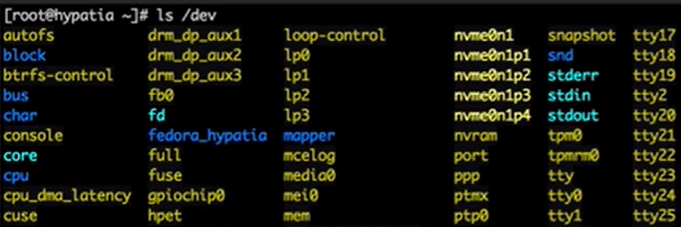 [root@hypatia ~]# ls /dev
autofs drm_dp_aux1 loop-control nvme0n1 snapshot tty17
block drm_dp_aux2 lp0 nvme0n1p1 snd tty18
btrfs-control drm_dp_aux3 lp1 nvme0n1p2 stderr tty19
bus fb0 lp2 nvme0n1p3 stdin tty2
char fd lp3 nvme0n1p4 stdout tty20
console fedora_hypatia mapper nvram tpm0 tty21
core full mcelog port tpmrm0 tty22
cpu fuse media0 ppp tty tty23
cpu_dma_latency gpiochip0 mei0 ptmx tty0 tty24
cuse hpet mem ptp0 tty1 tty25